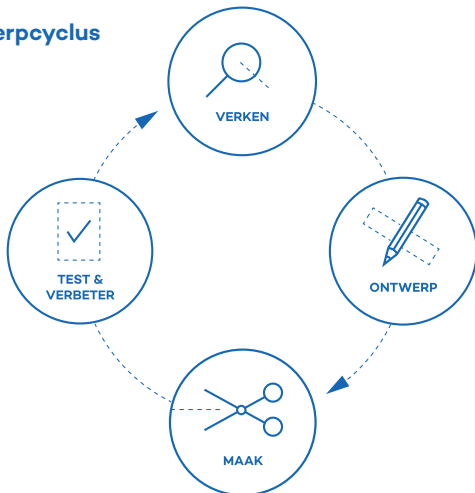 erpcyclus
VERKEN
ONTWERP
TEST &
VERBETER
MAAK